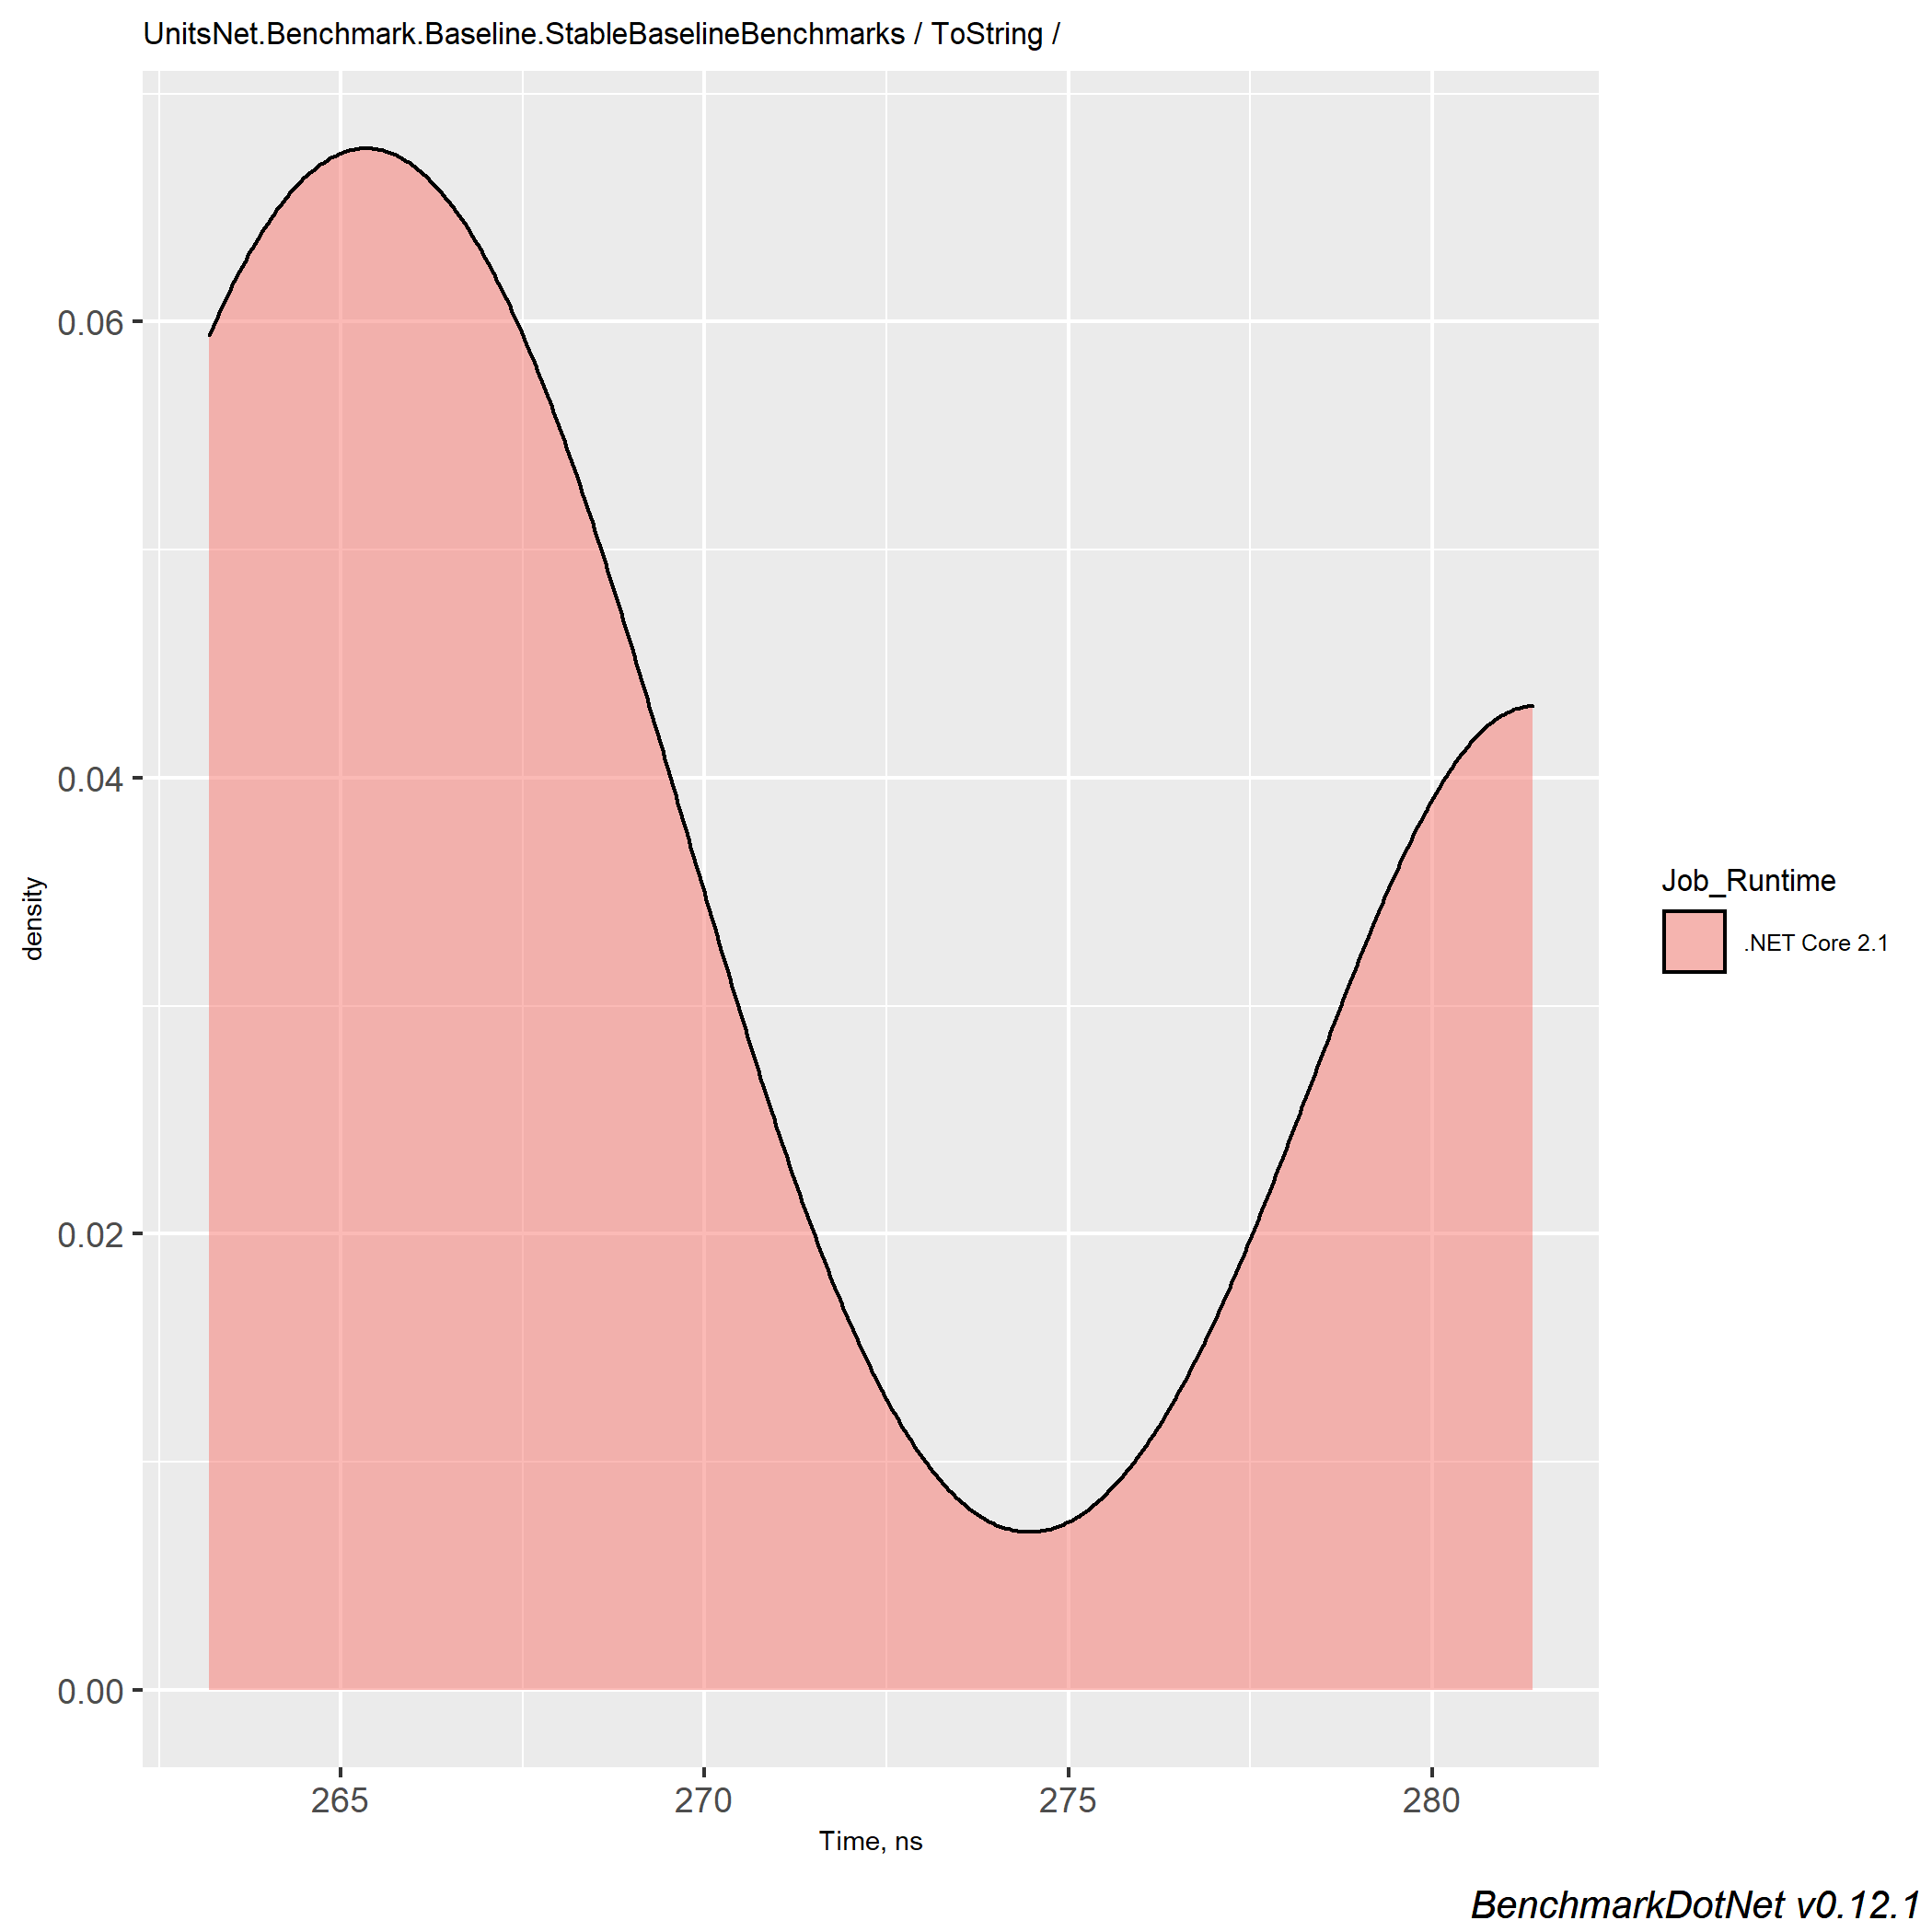 UnitsNet.Benchmark.Baseline.StableBaselineBenchmarks / ToString /
0.06
0.04
0.02
0.00
density
265 270 275 280
Time, ns
Job_Runtime
.NET Core 2.1
BenchmarkDotNet v0.12.1